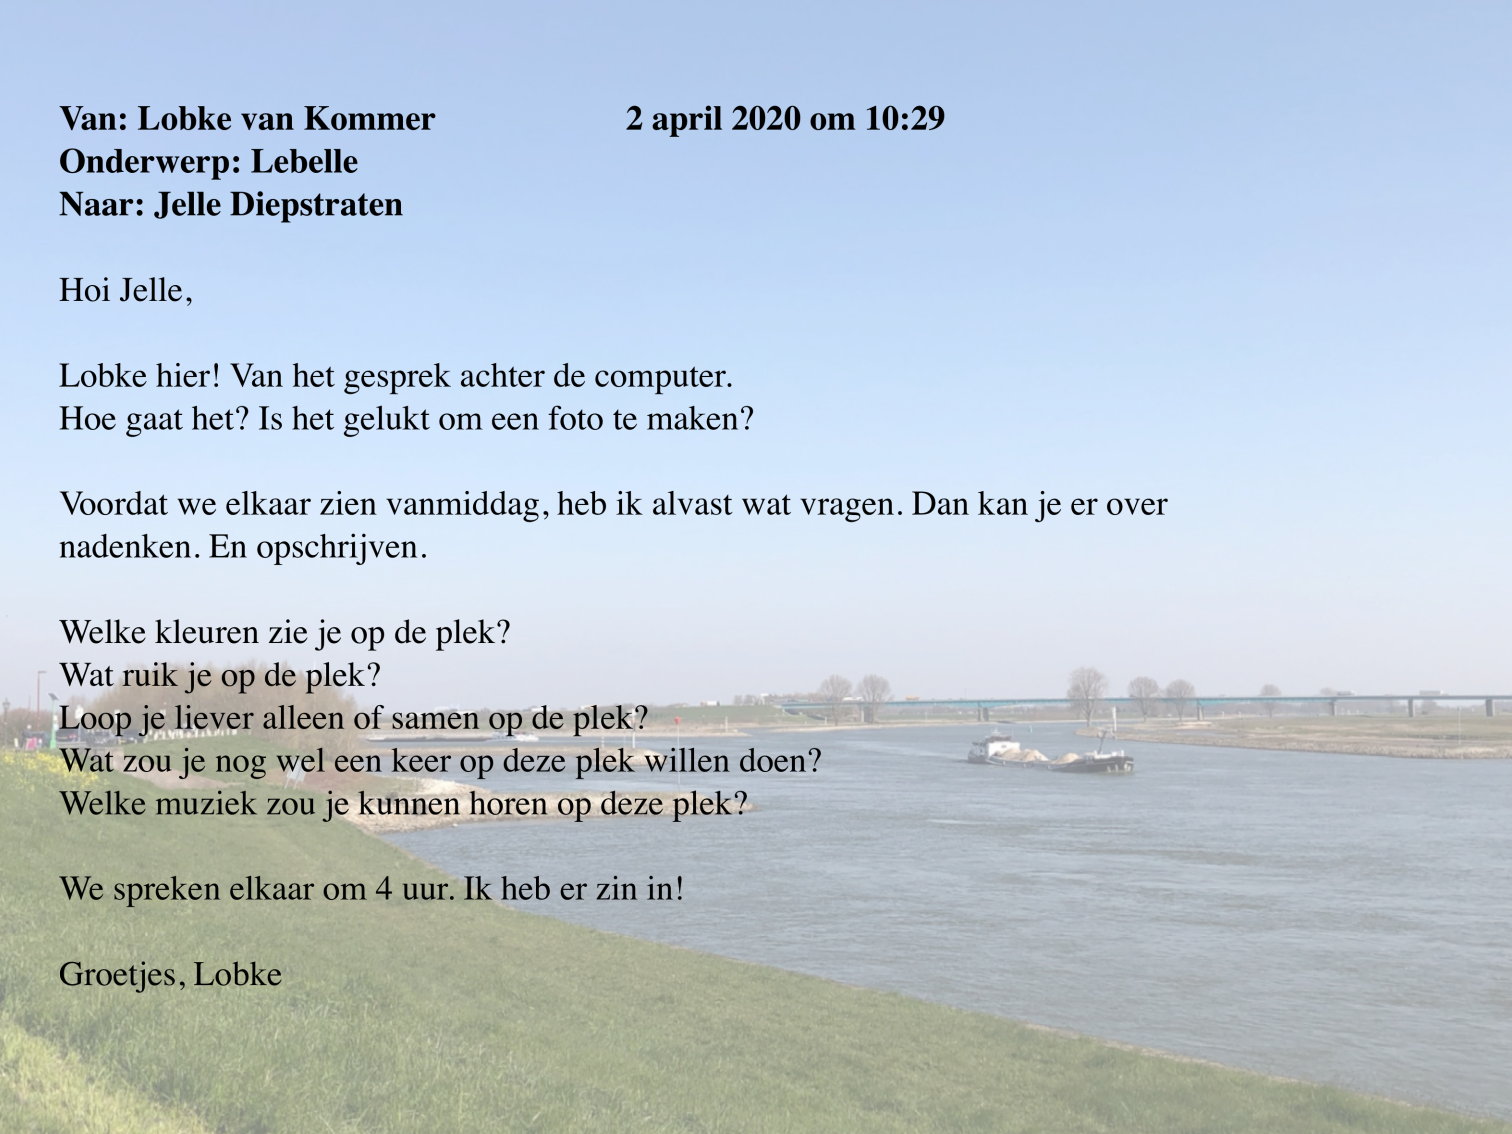 Van: Lobke van Kommer 2 april 2020 om 10:29
Onderwerp: Lebelle
Naar: Jelle Diepstraten
Hoi Jelle,
Lobke hier! Van het gesprek achter de computer.
Hoe gaat het? Is het gelukt om een foto te maken?
Voordat we elkaar zien vanmiddag, heb ik alvast wat vragen. Dan kan je er over
nadenken. En opschrijven.
Welke kleuren zie je op de plek?
Wat ruik je op de plek?
Loop je liever alleen of samen op de plek?
Wat zou je nog wel een keer op deze plek willen doen?
Welke muziek zou je kunnen horen op deze plek?
We spreken elkaar om 4 uur. Ik heb er zin in!
Groetjes, Lobke